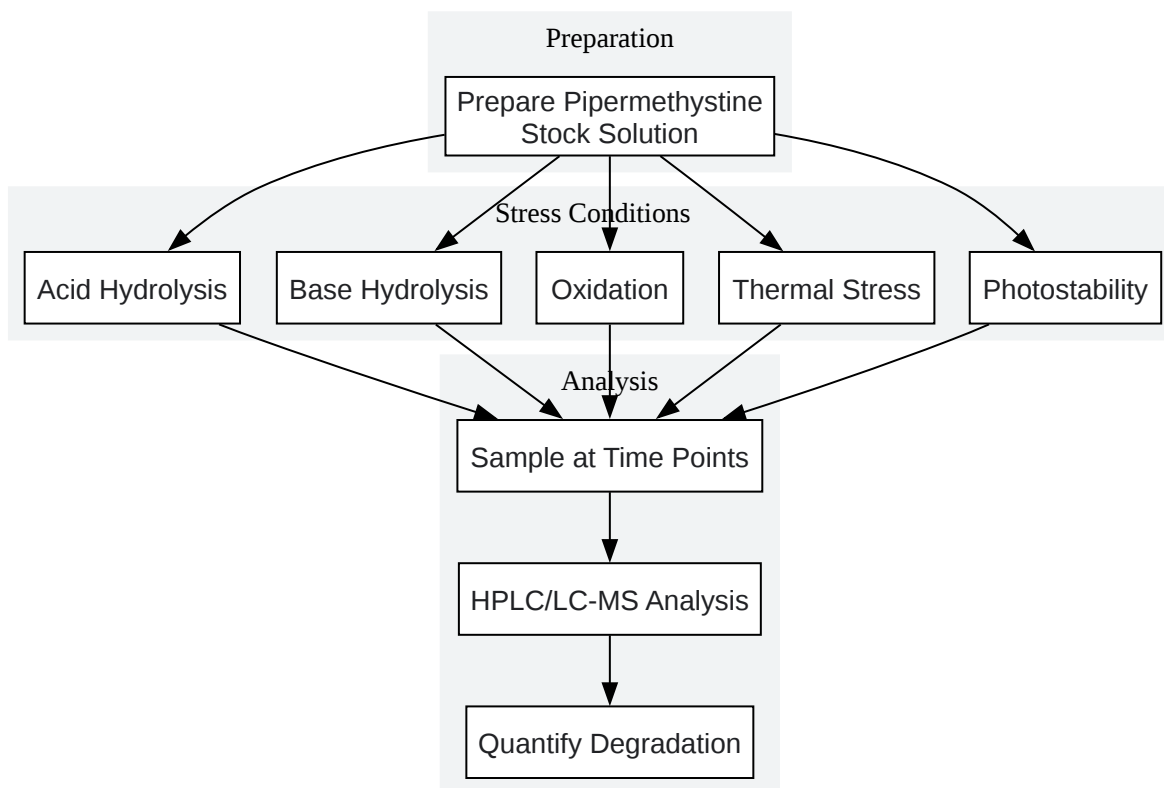 Preparation
Prepare Pipermethystine
Stock Solution
Stress Conditions
Acid Hydrolysis
Base Hydrolysis
Oxidation
Thermal Stress
Photostability
Analysis
Sample at Time Points
HPLC/LC-MS Analysis
Quantify Degradation